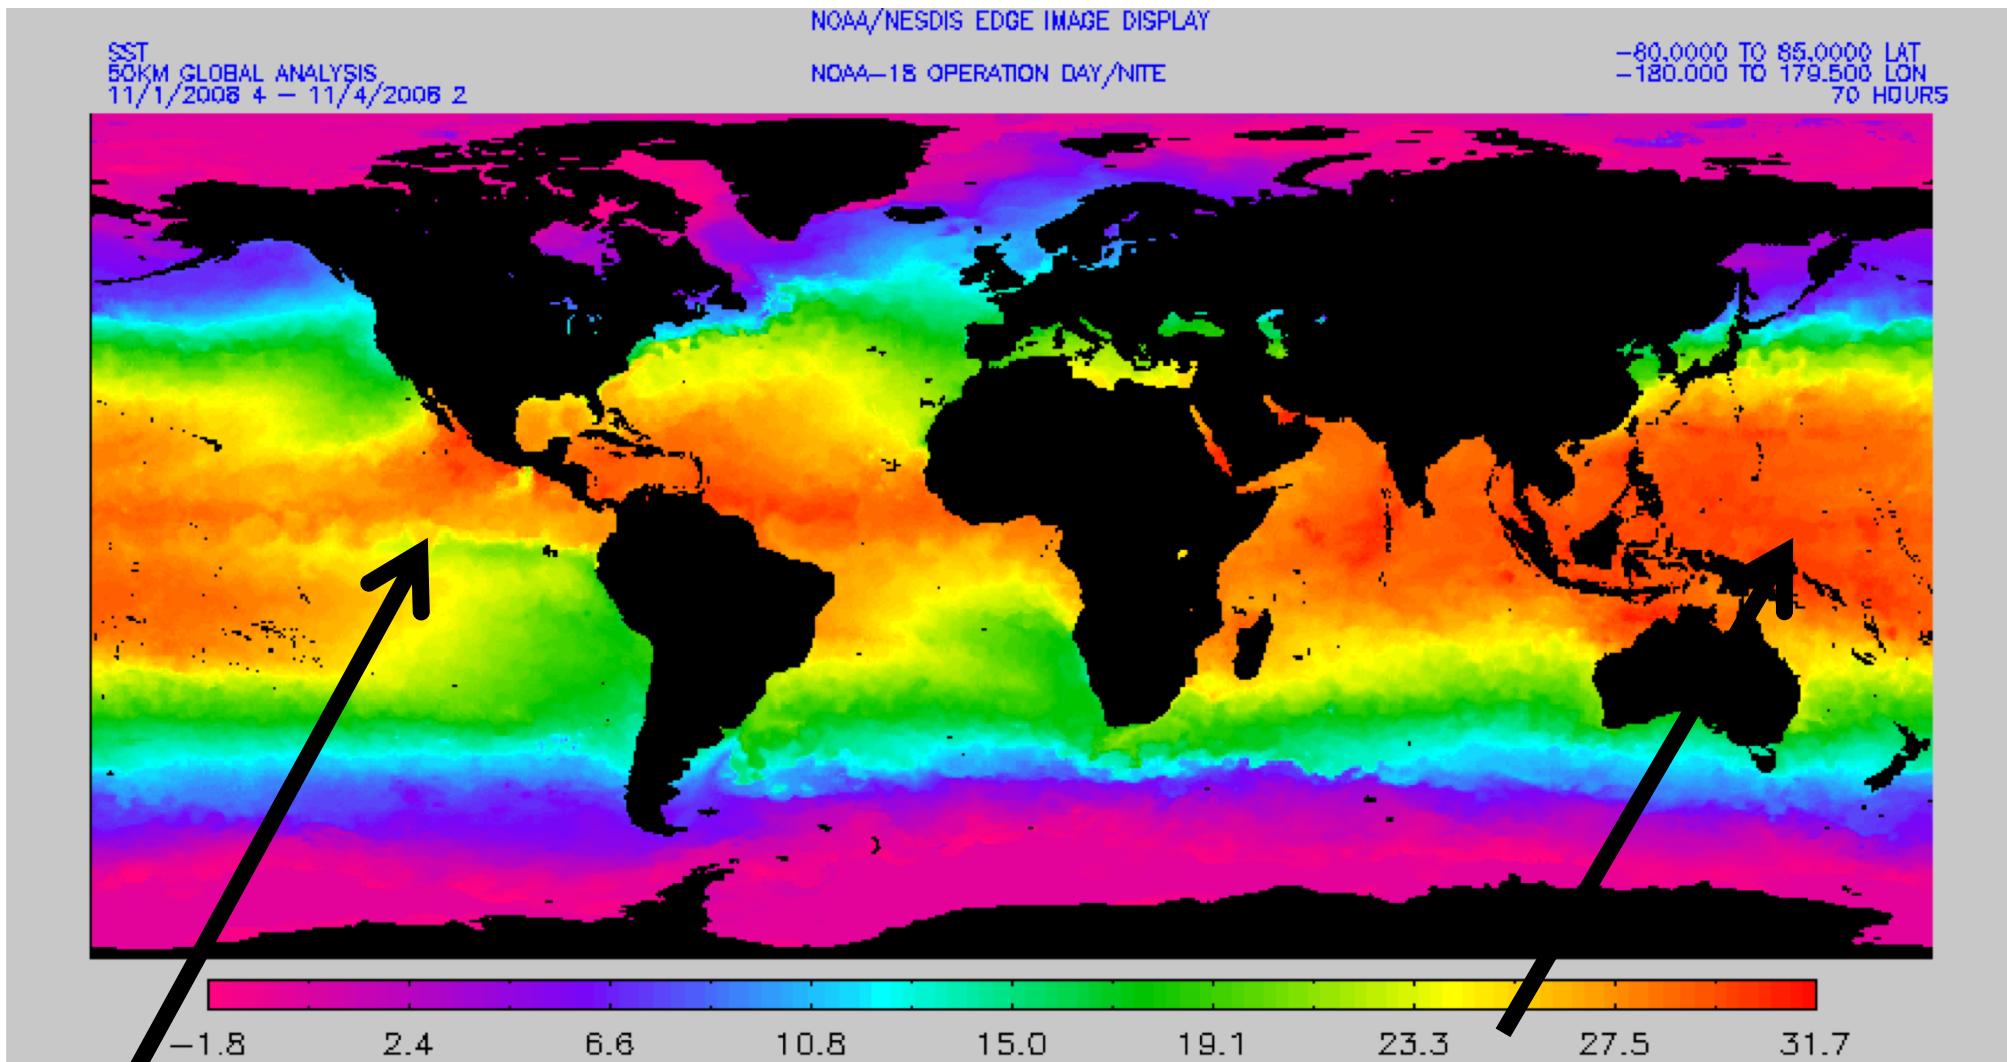 NOAA/NESDIS EDGE IMAGE DISPLAY
SST
50KM GLOBAL ANALYSIS
11/1/2006 4 – 11/4/2006 2
NOAA–18 OPERATION DAY/NITE
–80.0000 TO 85.0000 LAT
–180.000 TO 179.500 LON
70 HOURS
–1.8 2.4 6.6 10.8 15.0 19.1 23.3 27.5 31.7